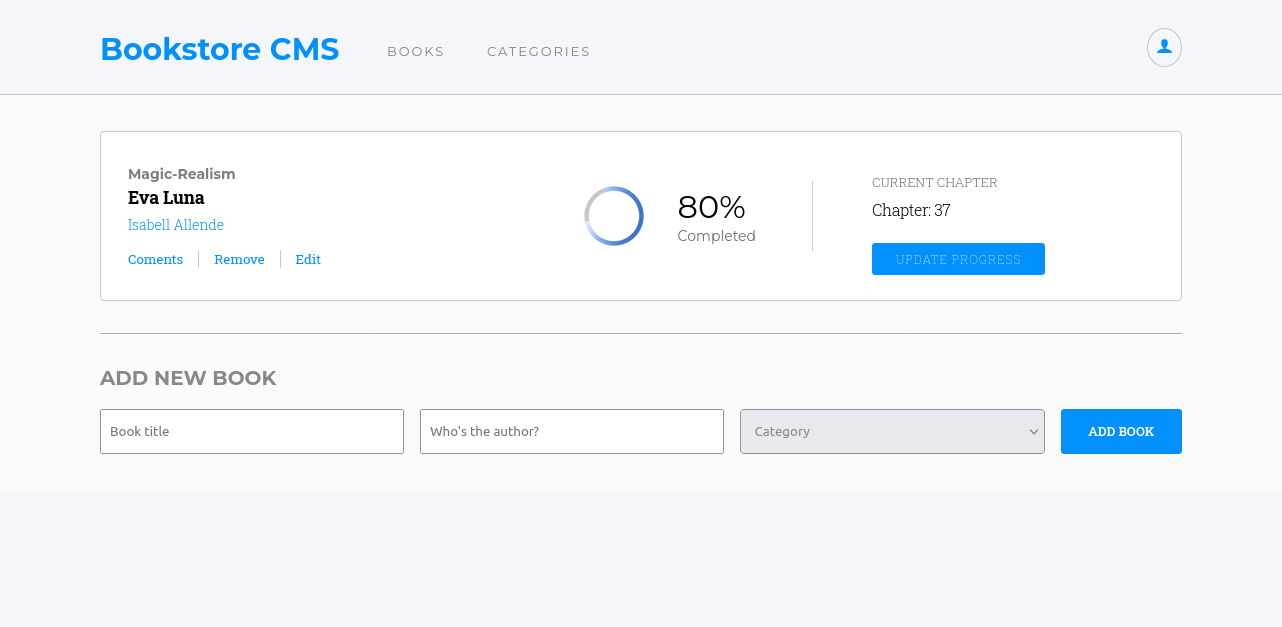 Bookstore CMS BOOKS CATEGORIES
Magic-Realism
Eva Luna
Isabell Allende
Coments Remove Edit
80%
Completed
CURRENT CHAPTER
Chapter: 37
UPDATE PROGRESS
ADD NEW BOOK
Book title Who's the author? Category ADD BOOK